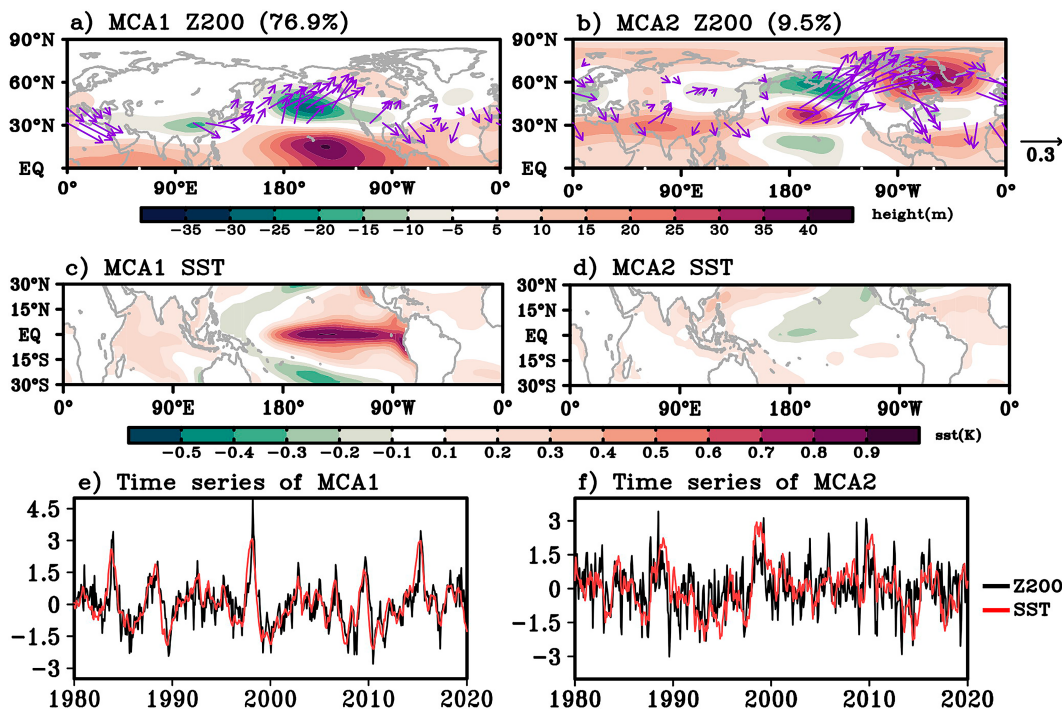 a) MCA1 Z200 (76.9%)
b) MCA2 Z200 (9.5%)
90°N
60°N
30°N
EQ
0° 90°E 180° 90°W 0°
90°N
60°N
30°N
EQ
0° 90°E 180° 90°W 0°
0.3
-35 -30 -25 -20 -15 -10 -5 5 10 15 20 25 30 35 40
height(m)
c) MCA1 SST
d) MCA2 SST
30°N
15°N
EQ
15°S
30°S
0° 90°E 180° 90°W 0°
30°N
15°N
EQ
15°S
30°S
0° 90°E 180° 90°W 0°
-0.5 -0.4 -0.3 -0.2 -0.1 0.1 0.2 0.3 0.4 0.5 0.6 0.7 0.8 0.9
sst(K)
e) Time series of MCA1
f) Time series of MCA2
4.5
3
1.5
0
-1.5
-3
1980 1990 2000 2010 2020
3
1.5
0
-1.5
-3
1980 1990 2000 2010 2020
Z200
SST